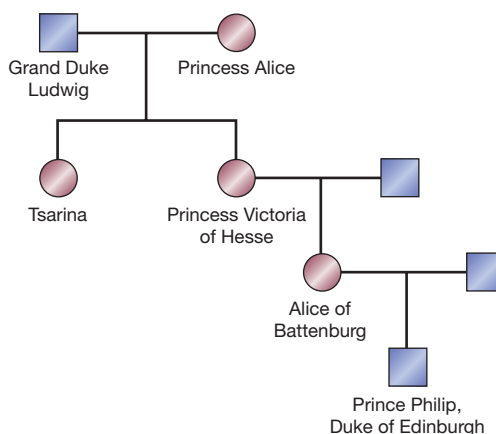 Grand Duke
Ludwig
Princess Alice
Tsarina
Princess Victoria
of Hesse
Alice of
Battenburg
Prince Philip,
Duke of Edinburgh